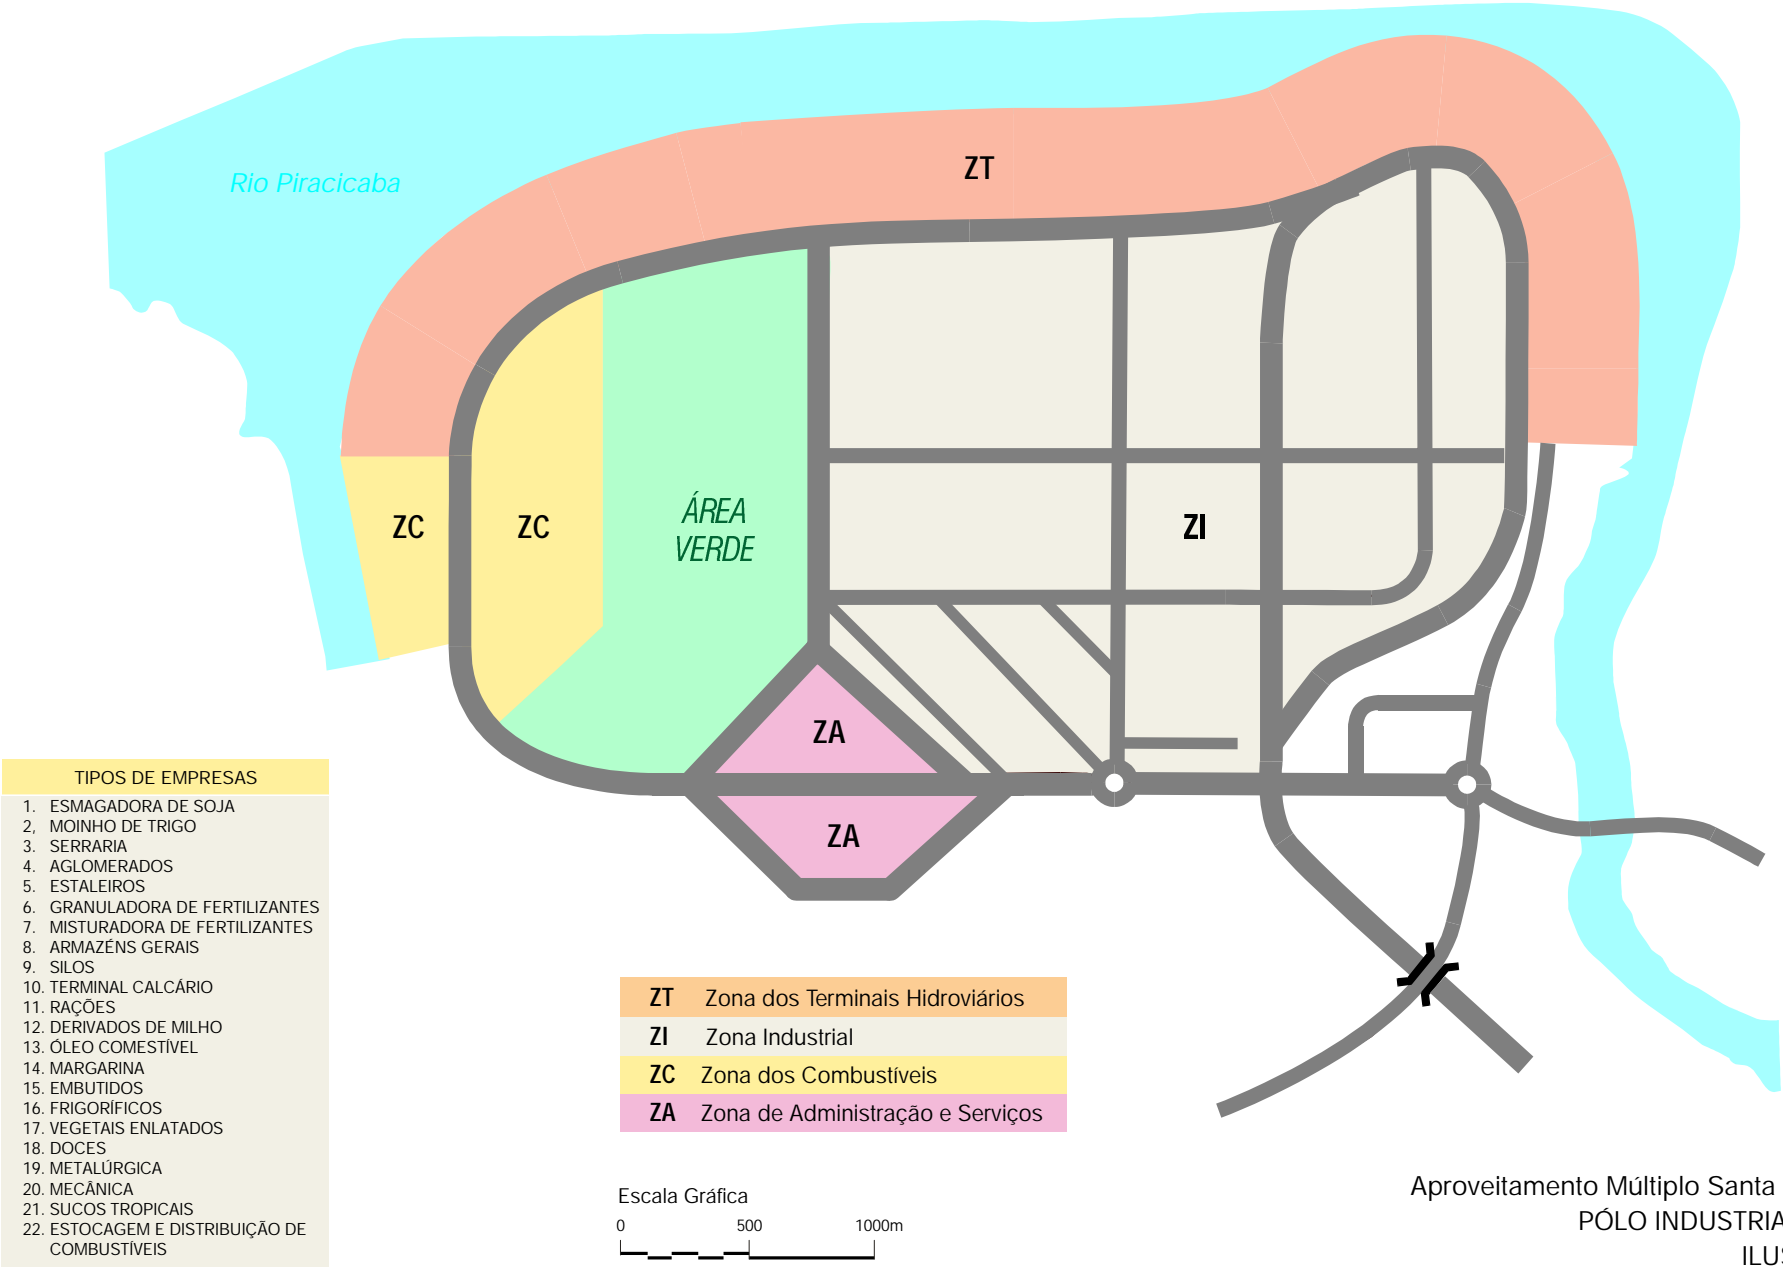 Rio Piracicaba
ZT
ZC
ZC
ÁREA
VERDE
ZI
ZA
ZA
TIPOS DE EMPRESAS
1. ESMAGADORA DE SOJA
2, MOINHO DE TRIGO
3. SERRARIA
4. AGLOMERADOS
5. ESTALEIROS
6. GRANULADORA DE FERTILIZANTES
7. MISTURADORA DE FERTILIZANTES
8. ARMAZÉNS GERAIS
9. SILOS
10. TERMINAL CALCÁRIO
11. RAÇÕES
12. DERIVADOS DE MILHO
13. ÓLEO COMESTÍVEL
14. MARGARINA
15. EMBUTIDOS
16. FRIGORÍFICOS
17. VEGETAIS ENLATADOS
18. DOCES
19. METALÚRGICA
20. MECÂNICA
21. SUCOS TROPICAIS
22. ESTOCAGEM E DISTRIBUIÇÃO DE
COMBUSTÍVEIS
ZT Zona dos Terminais Hidroviários
ZI Zona Industrial
ZC Zona dos Combustíveis
ZA Zona de Administração e Serviços
Escala Gráfica
0 500 1000m
Aproveitamento Múltiplo Santa
PÓLO INDUSTRIA
ILUS